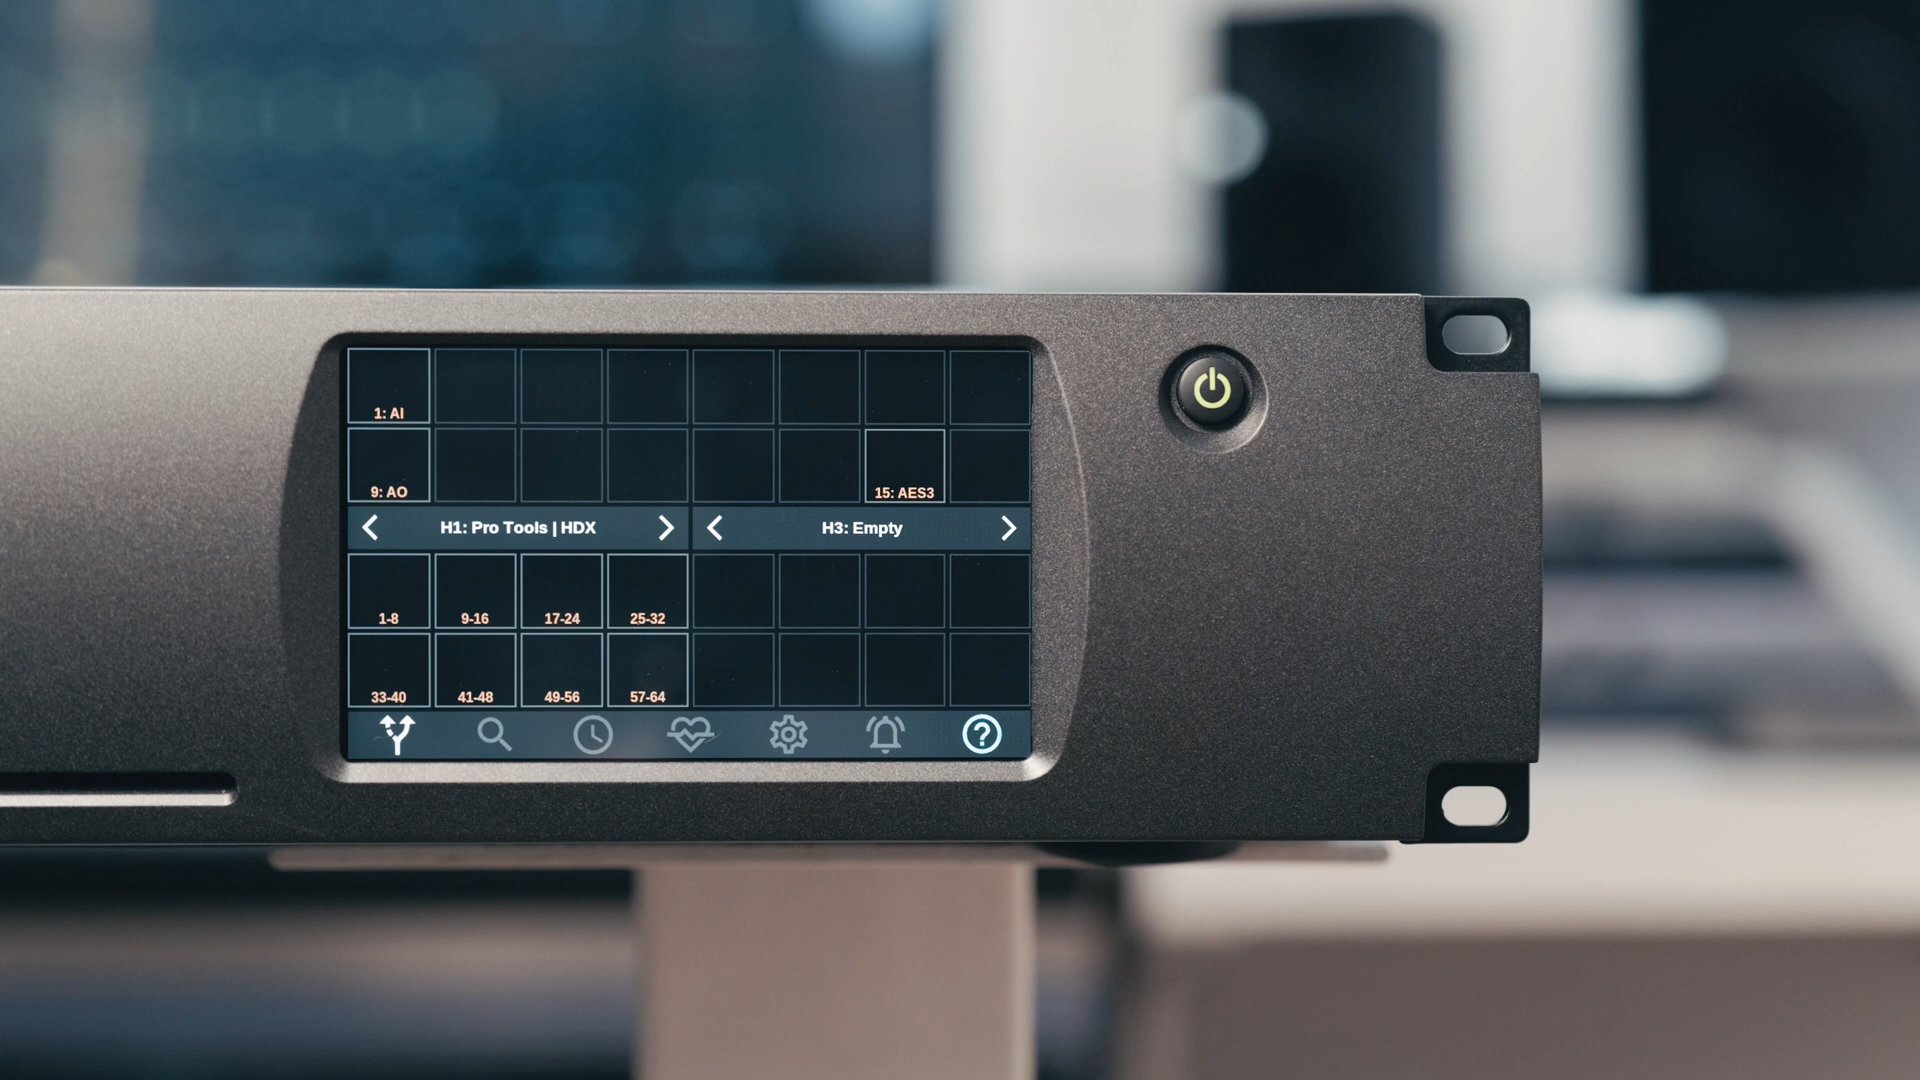 1: AI
9: AO
15: AES3
H1: Pro Tools | HDX
H3: Empty
1-8
9-16
17-24
25-32
33-40
41-48
49-56
57-64